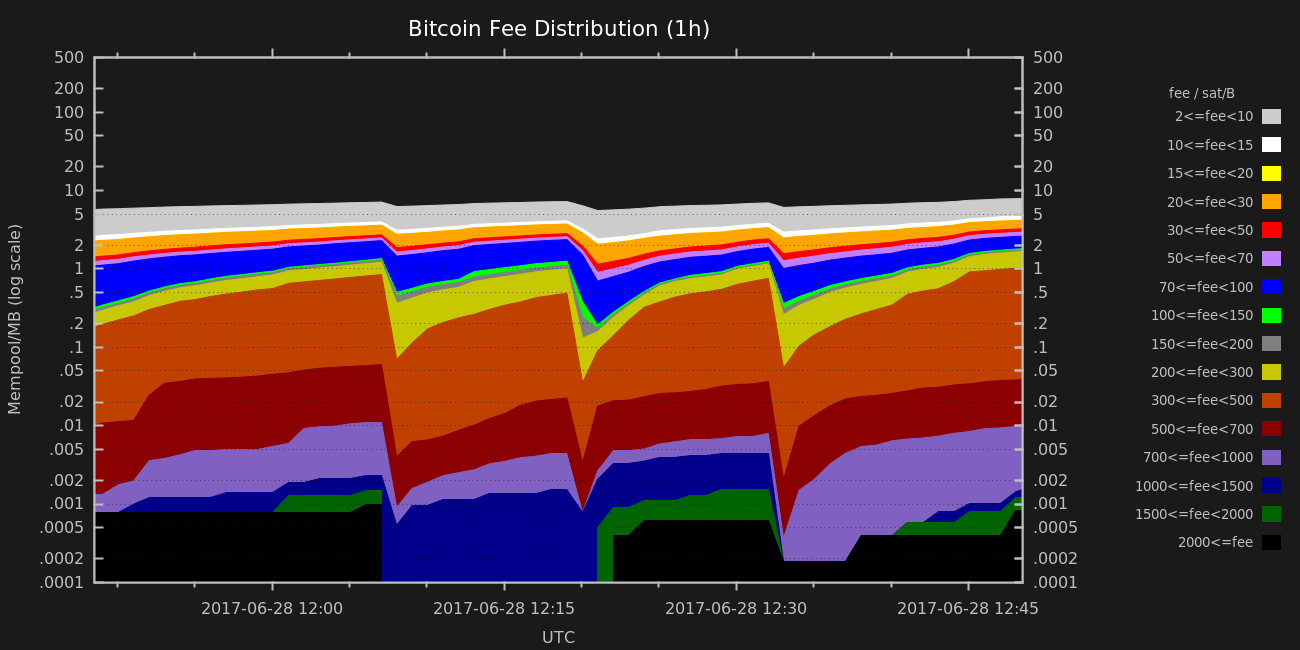 Bitcoin Fee Distribution (1h)
Mempool/MB (log scale)
500
200
100
50
20
10
5
2
1
.5
.2
.1
.05
.02
.01
.005
.002
.001
.0005
.0002
.0001
500
200
100
50
20
10
5
2
1
.5
.2
.1
.05
.02
.01
.005
.002
.001
.0005
.0002
.0001
2017-06-28 12:00
2017-06-28 12:15
2017-06-28 12:30
2017-06-28 12:45
UTC
fee / sat/B
2<=fee<10
10<=fee<15
15<=fee<20
20<=fee<30
30<=fee<50
50<=fee<70
70<=fee<100
100<=fee<150
150<=fee<200
200<=fee<300
300<=fee<500
500<=fee<700
700<=fee<1000
1000<=fee<1500
1500<=fee<2000
2000<=fee